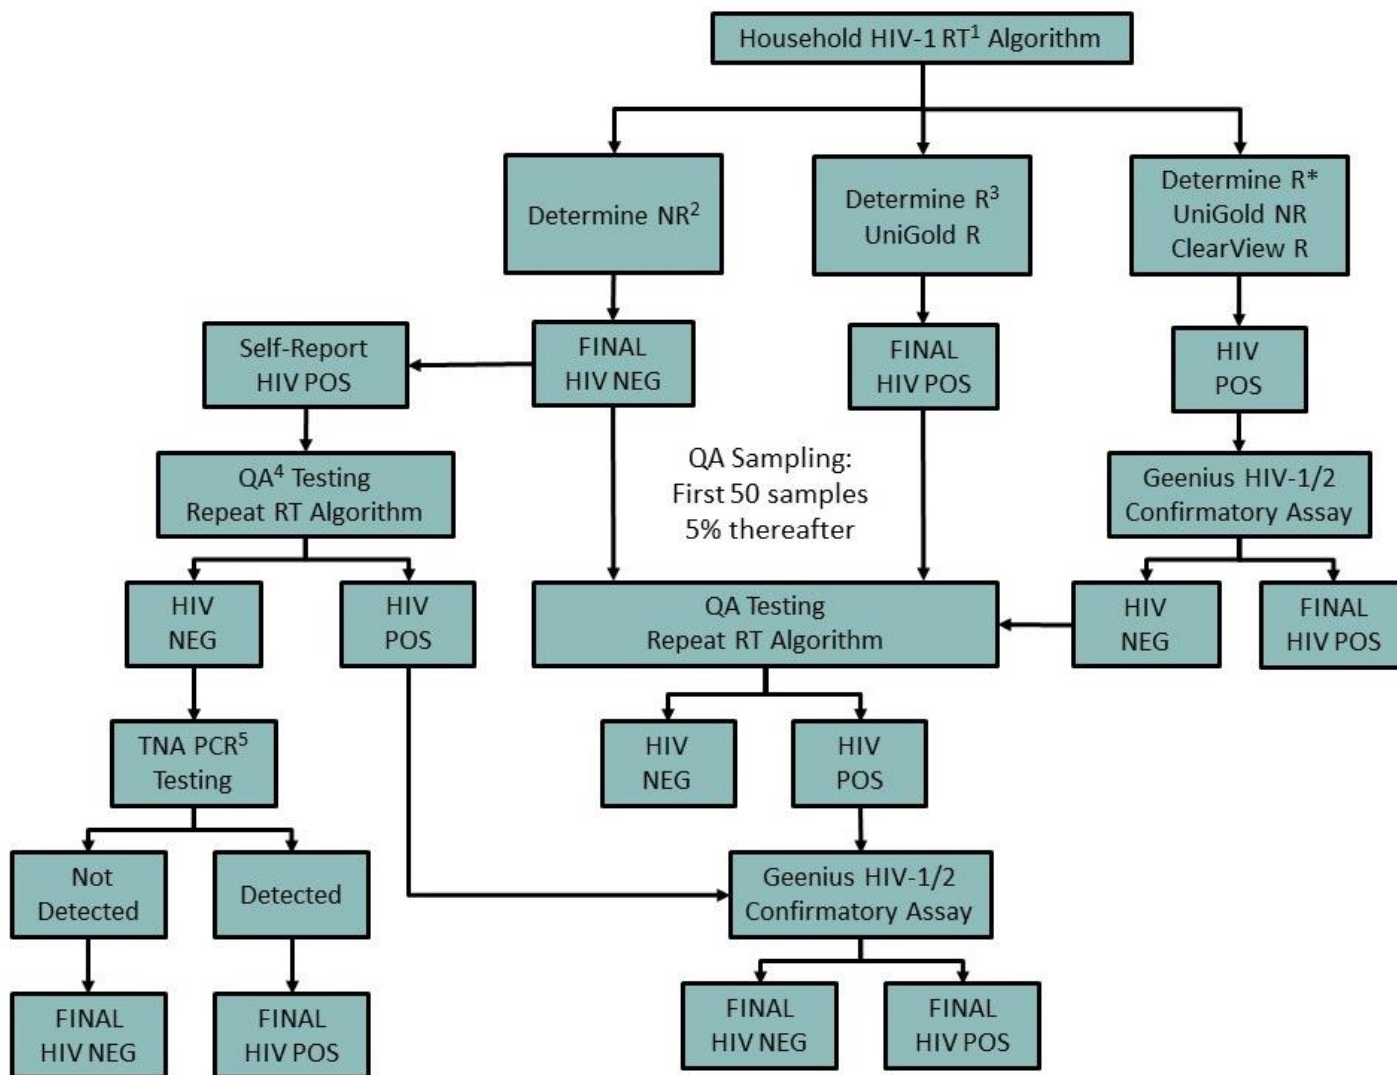 Household HIV-1 RT¹ Algorithm
Determine NR²
Determine R³
UniGold R
Determine R*
UniGold NR
ClearView R
Self-Report
HIV POS
FINAL
HIV NEG
FINAL
HIV POS
HIV
POS
QA⁴ Testing
Repeat RT Algorithm
QA Sampling:
First 50 samples
5% thereafter
Geenius HIV-1/2
Confirmatory Assay
HIV
NEG
HIV
POS
QA Testing
Repeat RT Algorithm
HIV
NEG
FINAL
HIV POS
TNA PCR⁵
Testing
HIV
NEG
HIV
POS
Not
Detected
Detected
Geenius HIV-1/2
Confirmatory Assay
FINAL
HIV NEG
FINAL
HIV POS
FINAL
HIV NEG
FINAL
HIV POS